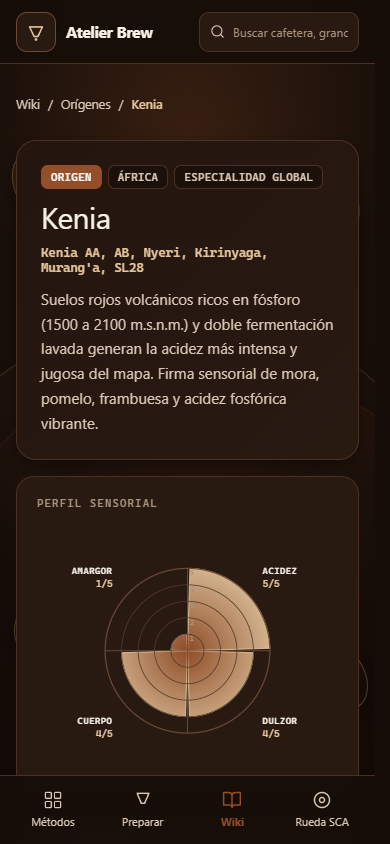 Atelier Brew
Buscar cafetera, granc
Wiki / Orígenes / Kenia
ORIGEN
ÁFRICA
ESPECIALIDAD GLOBAL
Kenia
Kenia AA, AB, Nyeri, Kirinyaga,
Murang'a, SL28
Suelos rojos volcánicos ricos en fósforo
(1500 a 2100 m.s.n.m.) y doble fermentación
lavada generan la acidez más intensa y
jugosa del mapa. Firma sensorial de mora,
pomelo, frambuesa y acidez fosfórica
vibrante.
PERFIL SENSORIAL
AMARGOR
1/5
ACIDEZ
5/5
CUERPO
4/5
DULZOR
4/5
Métodos
Preparar
Wiki
Rueda SCA